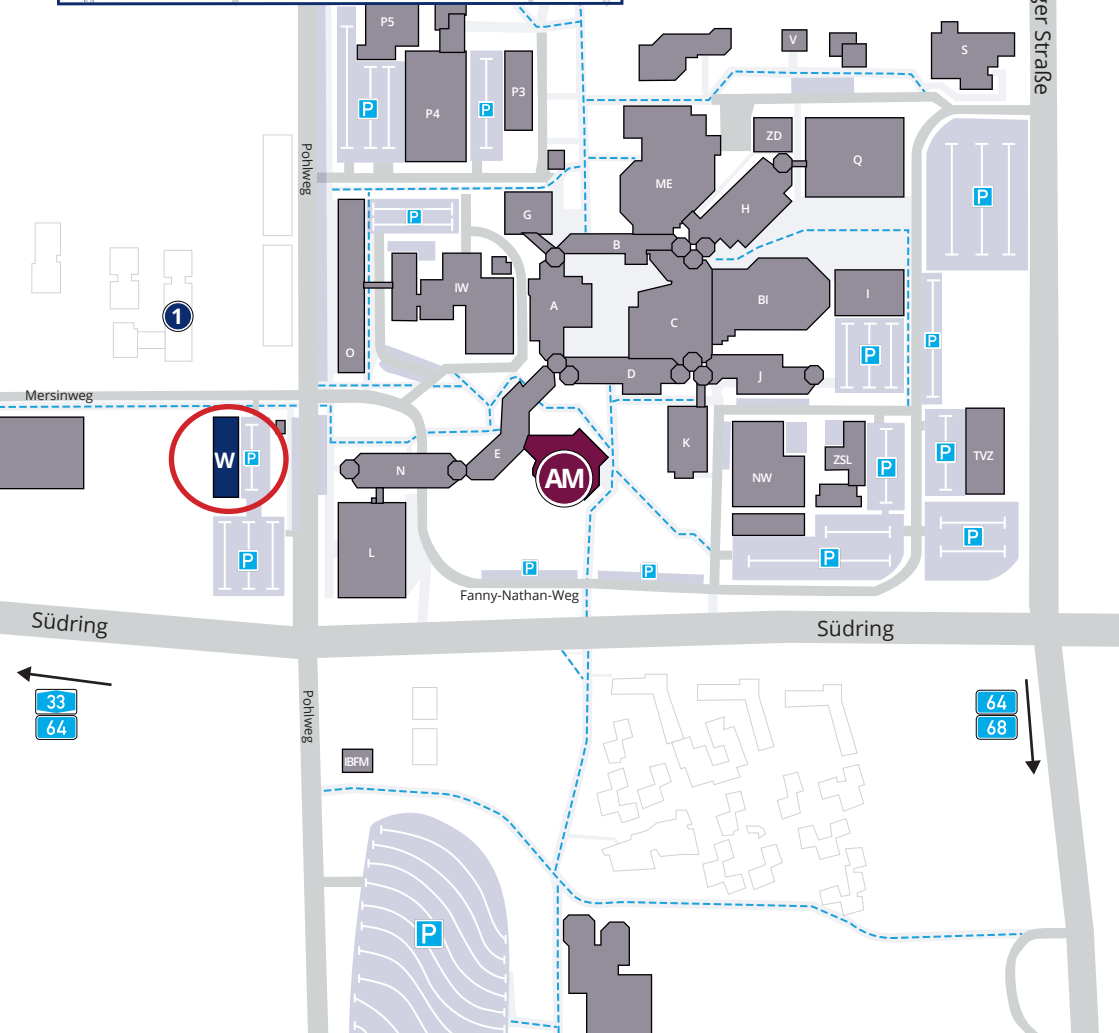 P5
V
S
ger Straße
P3
P
P
P4
ZD
Q
Pohlweg
ME
P
H
G
P
B
IW
A
BI
I
1
C
P
O
P
D
J
Mersinweg
K
E
W
P
N
AM
NW
ZSL
P
P
TVZ
P
L
P
P
P
P
Fanny-Nathan-Weg
Südring
Südring
33
64
64
68
Pohlweg
IBFM
P